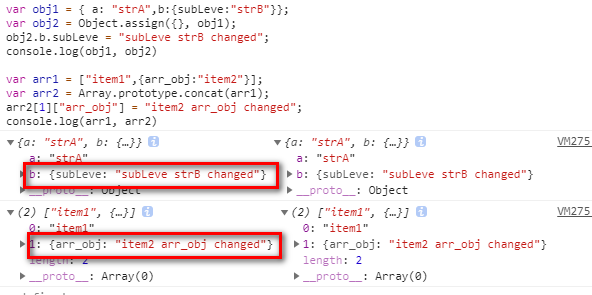 var obj1 = { a: "strA",b:{subLeve:"strB"}};
var obj2 = Object.assign({}, obj1);
obj2.b.subLeve = "subLeve strB changed";
console.log(obj1, obj2)
var arr1 = ["item1",{arr_obj:"item2"}];
var arr2 = Array.prototype.concat(arr1);
arr2[1]["arr_obj"] = "item2 arr_obj changed";
console.log(arr1, arr2)
▼{a: "strA", b: {…}} i ▼{a: "strA", b: {…}} i VM275
a: "strA" a: "strA"
▶b: {subLeve: "subLeve strB changed"} ▶b: {subLeve: "subLeve strB changed"}
▶__proto__: Object ▶__proto__: Object
▼(2) ["item1", {…}] i ▼(2) ["item1", {…}] i VM275
0: "item1" 0: "item1"
▶1: {arr_obj: "item2 arr_obj changed"} ▶1: {arr_obj: "item2 arr_obj changed"}
length: 2 length: 2
▶__proto__: Array(0) ▶__proto__: Array(0)